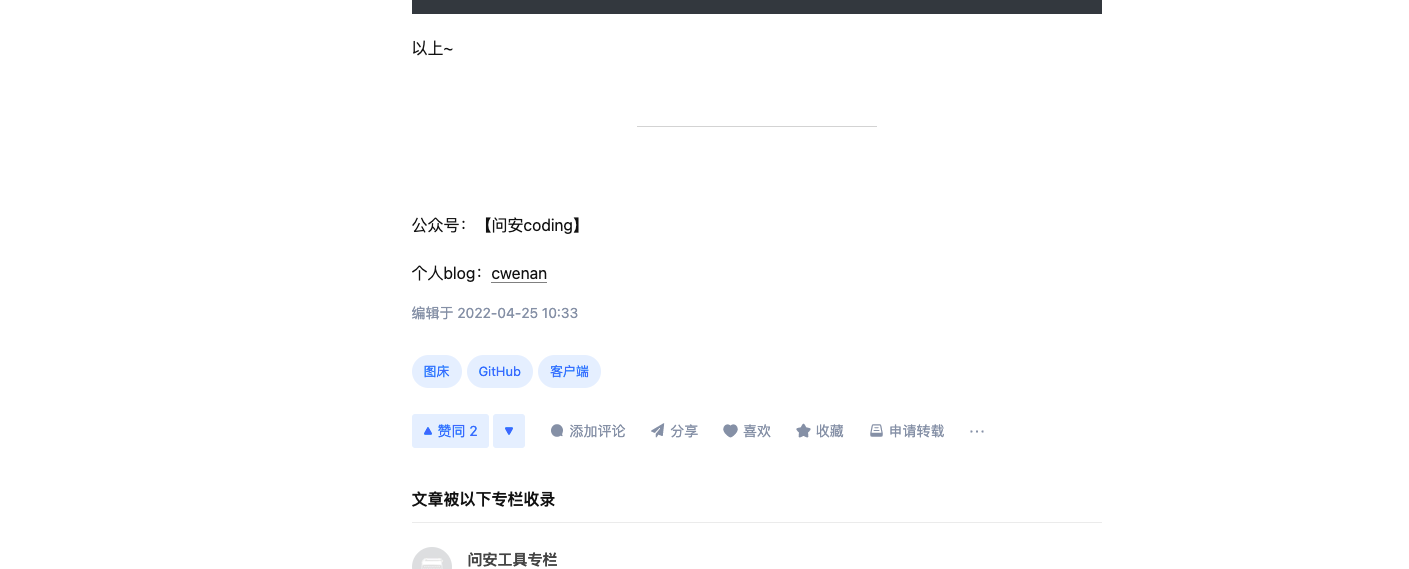 以上~
公众号：【问安coding】
个人blog：cwenan
编辑于 2022-04-25 10:33
图床 GitHub 客户端
赞同 2 添加评论 分享 喜欢 收藏 申请转载 ···
文章被以下专栏收录
问安工具专栏